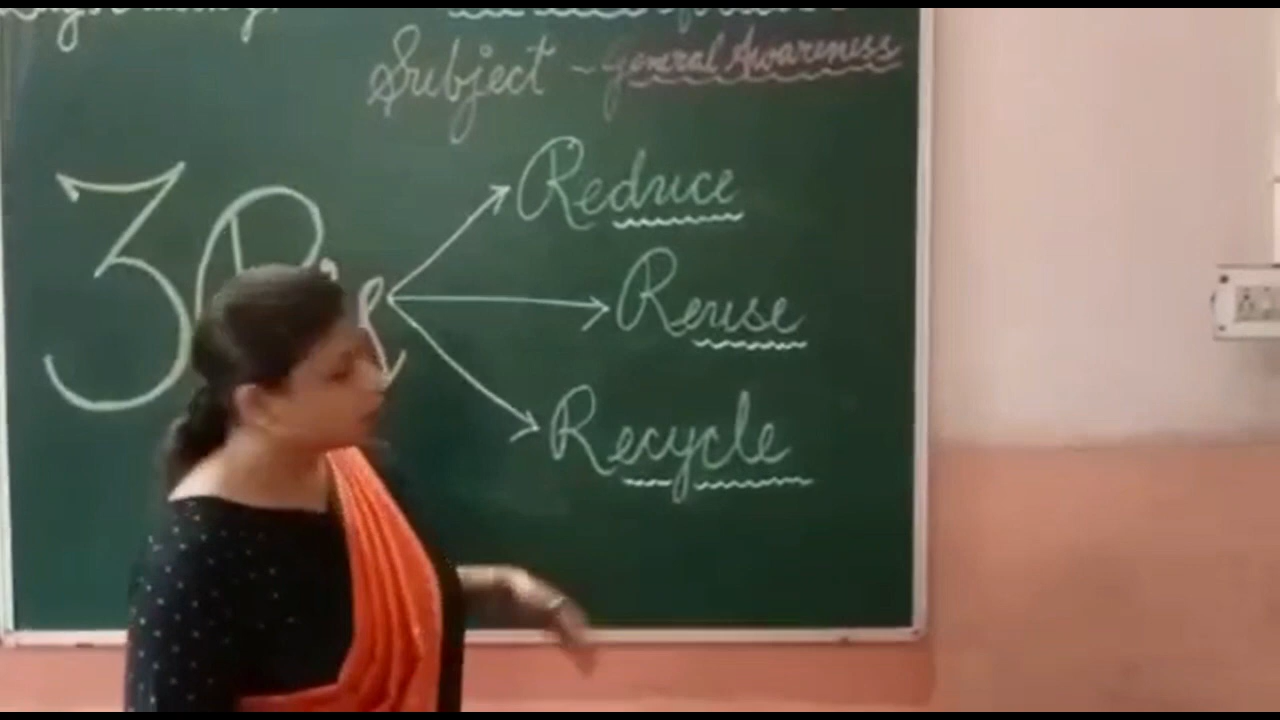 Subject ~ General Awareness
3R's
Reduce
Reuse
Recycle